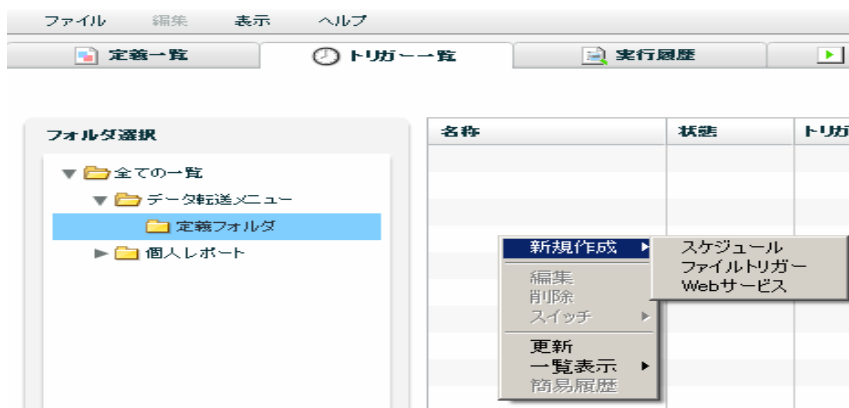 ファイル 編集 表示 ヘルプ
定義一覧 トリガー一覧 実行履歴
フォルダ選択
名称 状態 トリガ
全ての一覧
データ転送メニュー
定義フォルダ
個人レポート
新規作成
編集
削除
スイッチ
更新
一覧表示
簡易履歴
スケジュール
ファイルトリガー
Webサービス